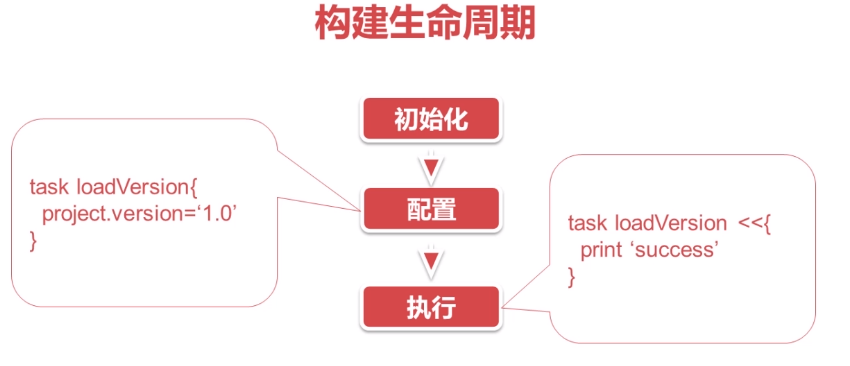 构建生命周期
初始化
task loadVersion{
project.version=‘1.0’
}
配置
task loadVersion <<{
print ‘success’
}
执行